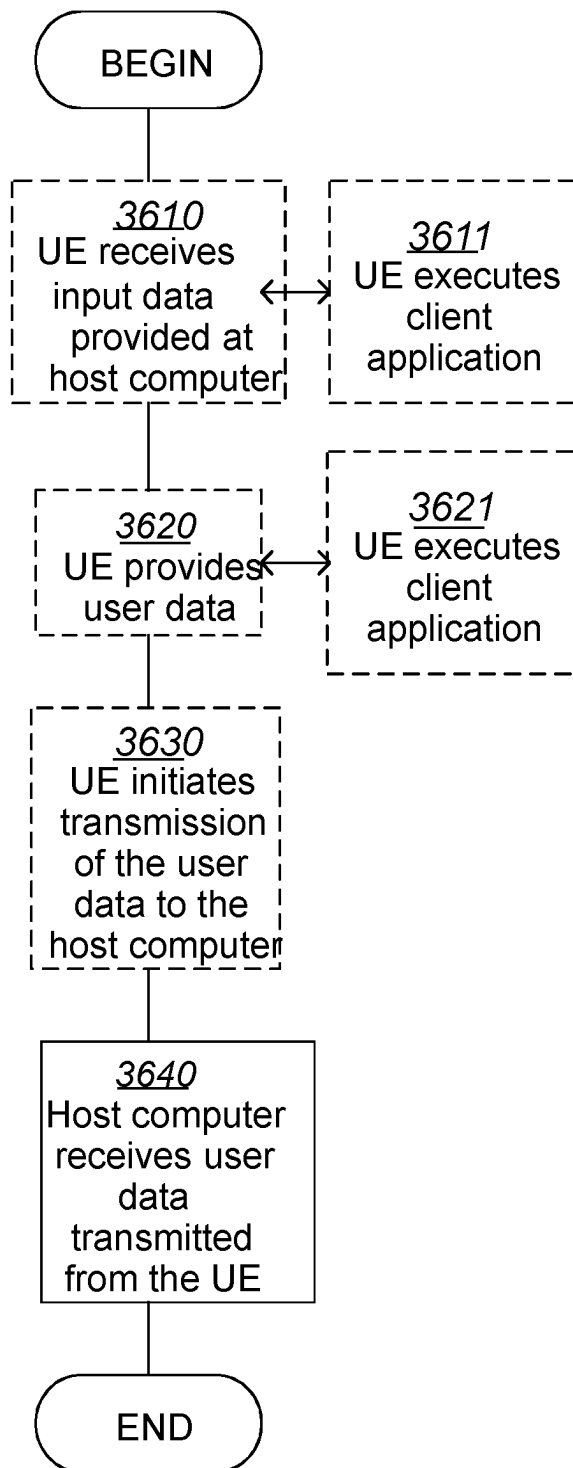 BEGIN
3610
UE receives
input data
provided at
host computer
3611
UE executes
client
application
3620
UE provides
user data
3621
UE executes
client
application
3630
UE initiates
transmission
of the user
data to the
host computer
3640
Host computer
receives user
data
transmitted
from the UE
END